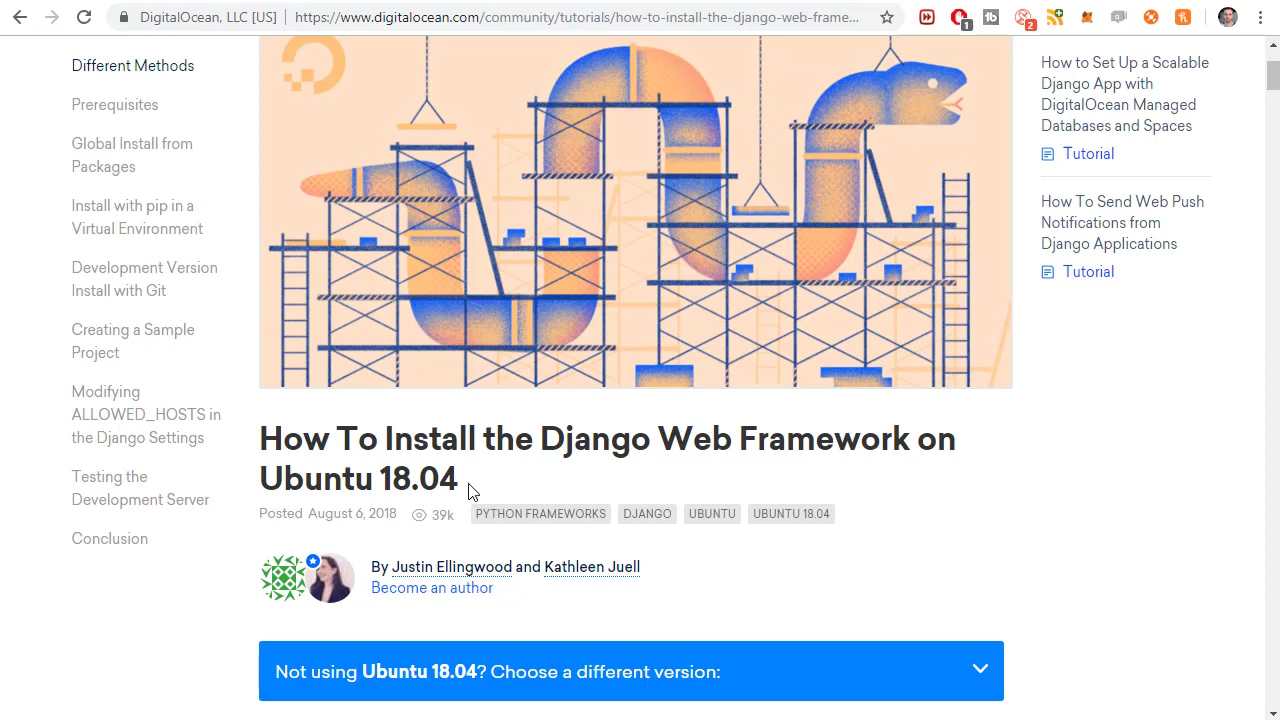 DigitalOcean, LLC [US]
https://www.digitalocean.com/community/tutorials/how-to-install-the-django-web-frame...
1
2
Different Methods
Prerequisites
Global Install from
Packages
Install with pip in a
Virtual Environment
Development Version
Install with Git
Creating a Sample
Project
Modifying
ALLOWED_HOSTS in
the Django Settings
Testing the
Development Server
Conclusion
How To Install the Django Web Framework on
Ubuntu 18.04
Posted August 6, 2018
39k
PYTHON FRAMEWORKS
DJANGO
UBUNTU
UBUNTU 18.04
By Justin Ellingwood and Kathleen Juell
Become an author
Not using Ubuntu 18.04? Choose a different version:
How to Set Up a Scalable
Django App with
DigitalOcean Managed
Databases and Spaces
Tutorial
How To Send Web Push
Notifications from
Django Applications
Tutorial